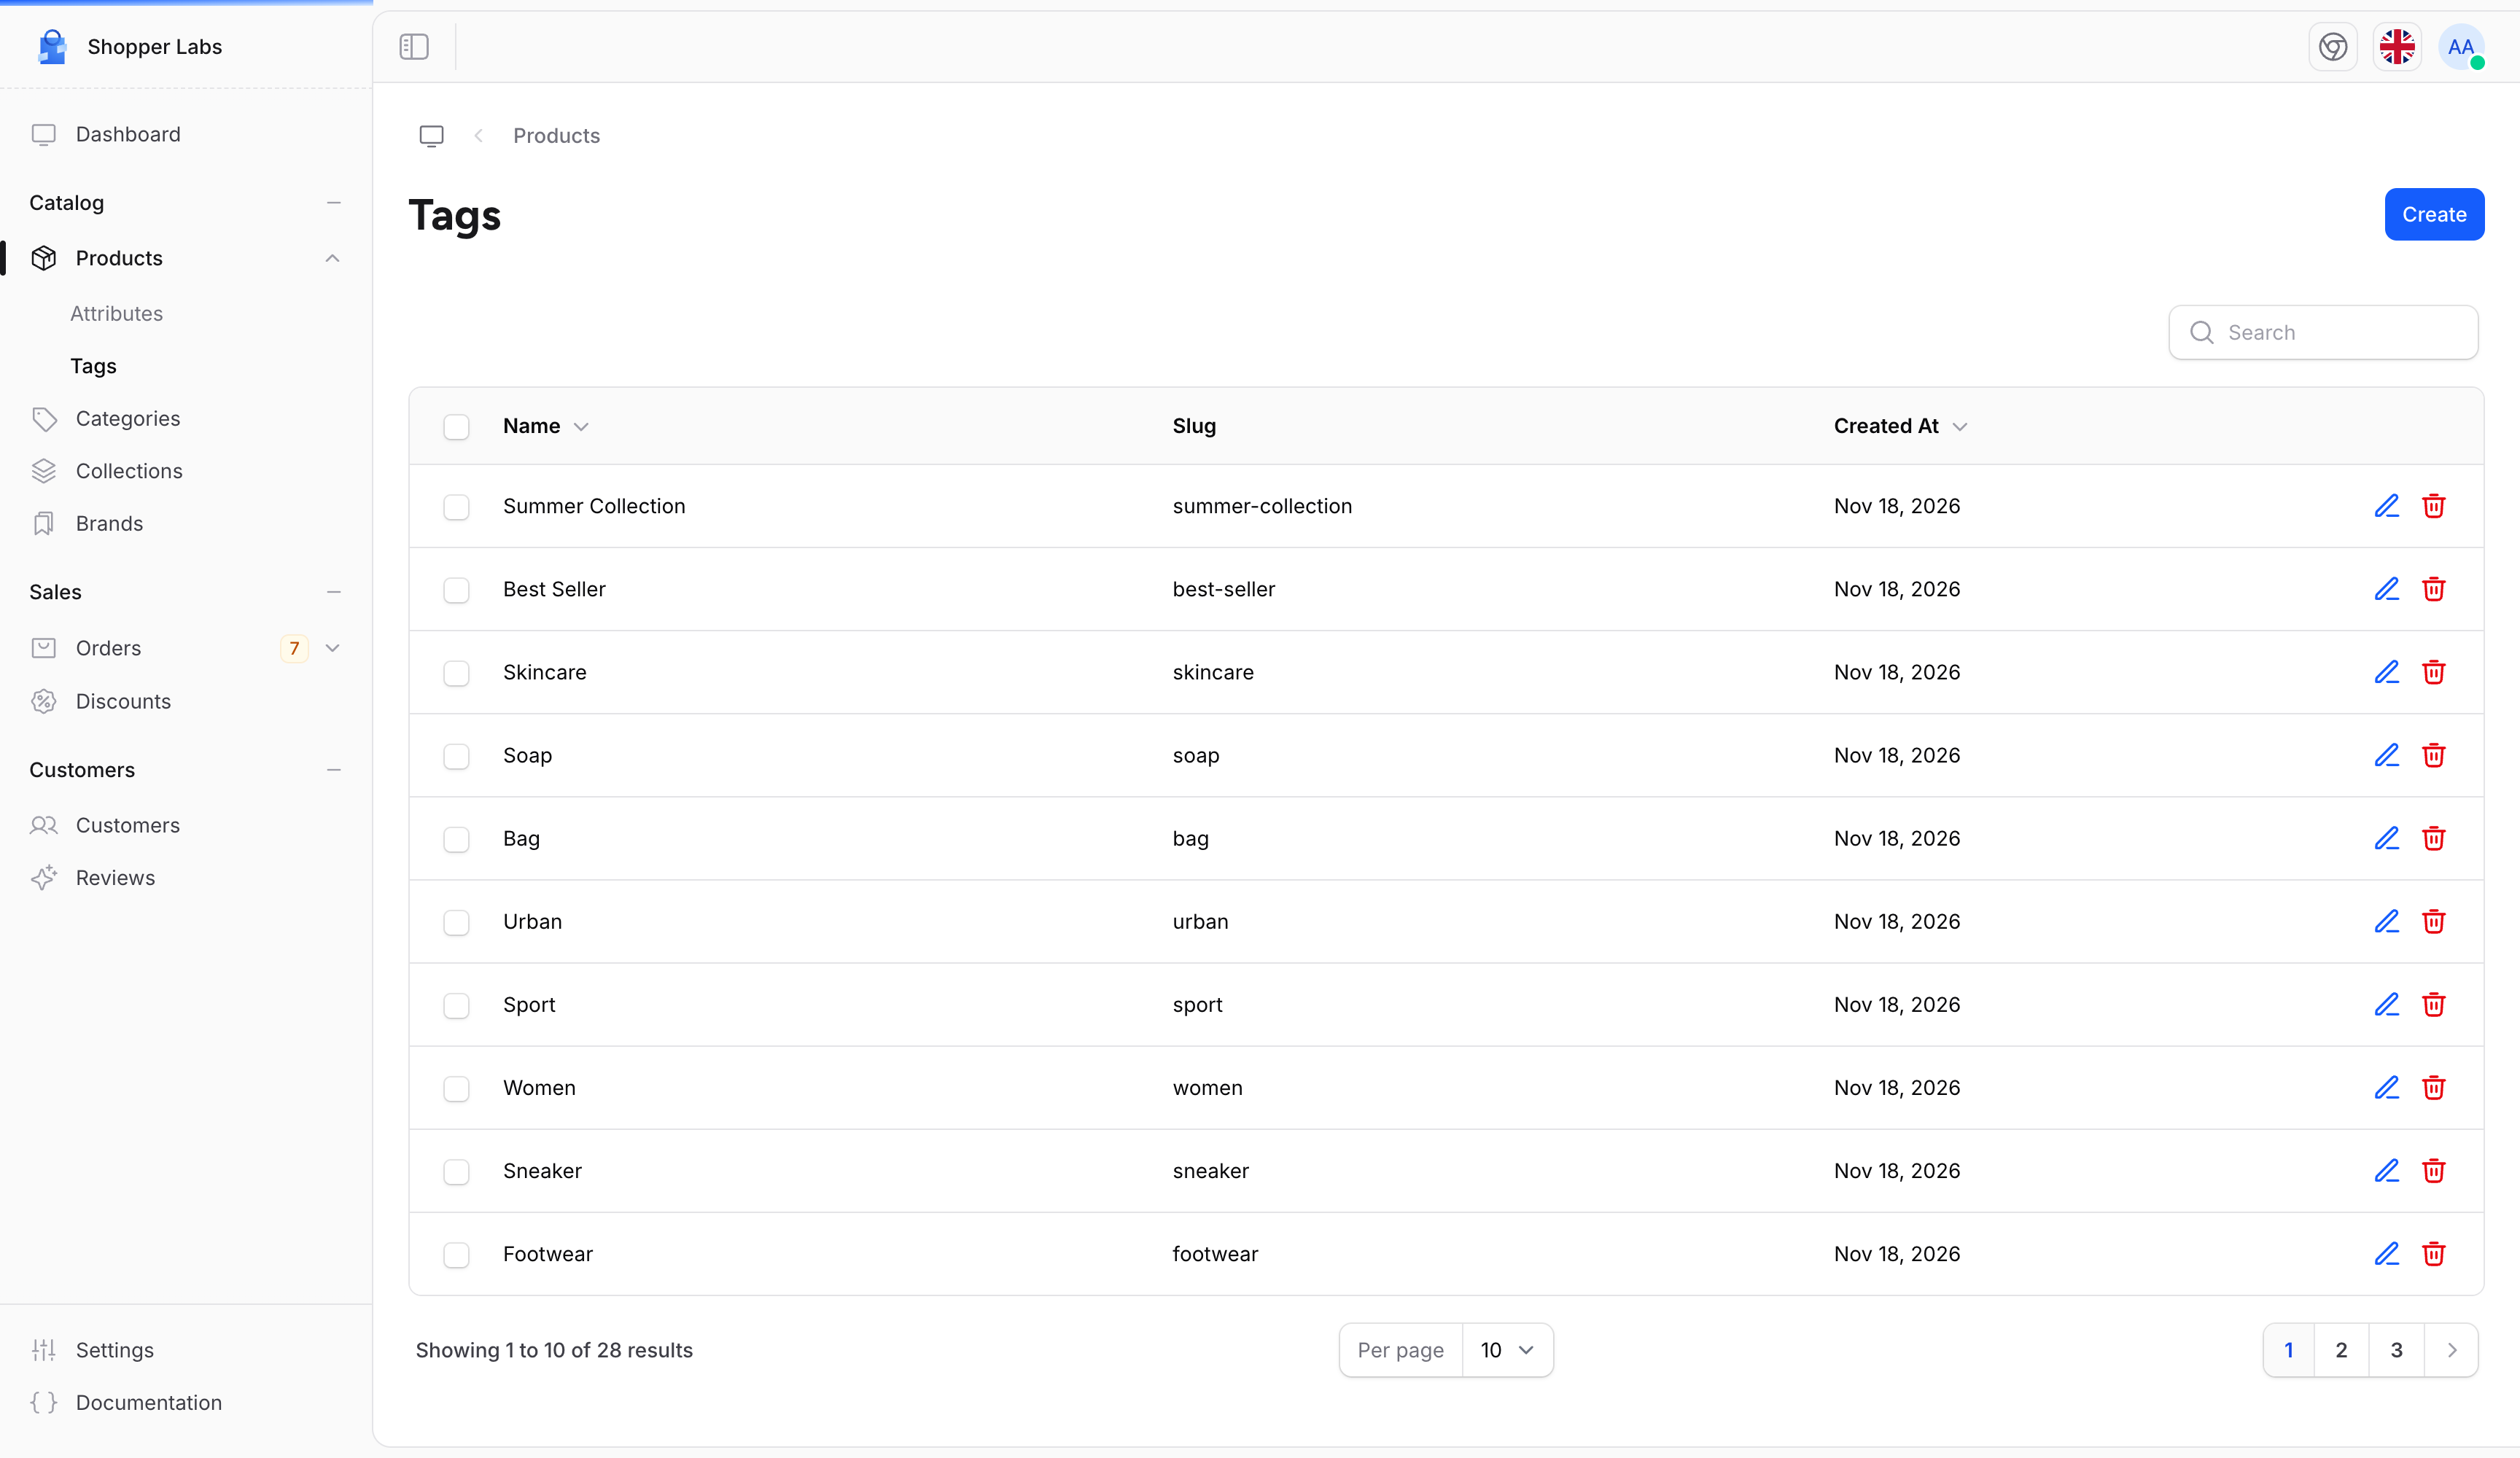 Shopper Labs
AA
Dashboard
Catalog
Products
Attributes
Tags
Categories
Collections
Brands
Sales
Orders 7
Discounts
Customers
Customers
Reviews
Settings
Documentation
Products
Tags
Create
Search
Name Slug Created At
Summer Collection summer-collection Nov 18, 2026
Best Seller best-seller Nov 18, 2026
Skincare skincare Nov 18, 2026
Soap soap Nov 18, 2026
Bag bag Nov 18, 2026
Urban urban Nov 18, 2026
Sport sport Nov 18, 2026
Women women Nov 18, 2026
Sneaker sneaker Nov 18, 2026
Footwear footwear Nov 18, 2026
Showing 1 to 10 of 28 results Per page 10 1 2 3